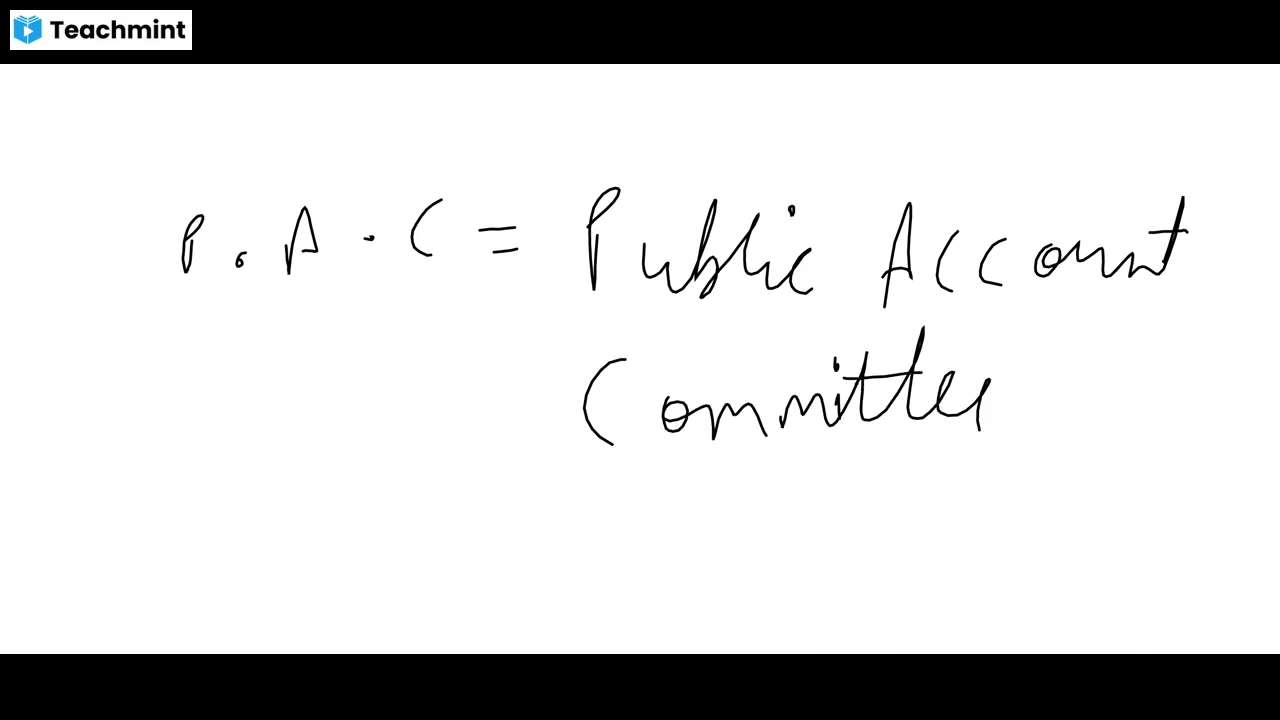 Teachmint
P. A. C = Public Account
Committee